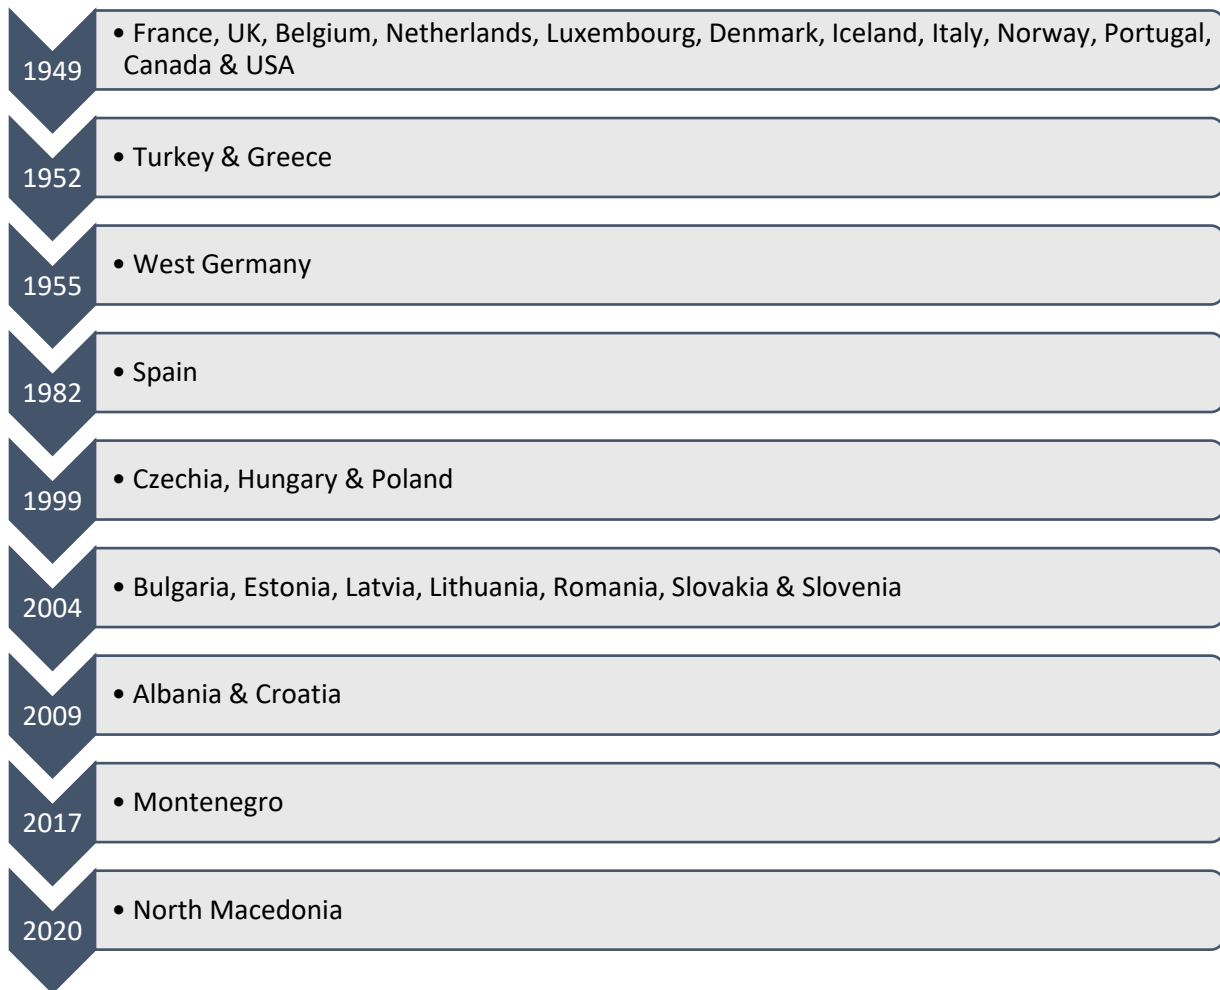 1949
• France, UK, Belgium, Netherlands, Luxembourg, Denmark, Iceland, Italy, Norway, Portugal,
Canada & USA
1952
• Turkey & Greece
1955
• West Germany
1982
• Spain
1999
• Czechia, Hungary & Poland
2004
• Bulgaria, Estonia, Latvia, Lithuania, Romania, Slovakia & Slovenia
2009
• Albania & Croatia
2017
• Montenegro
2020
• North Macedonia